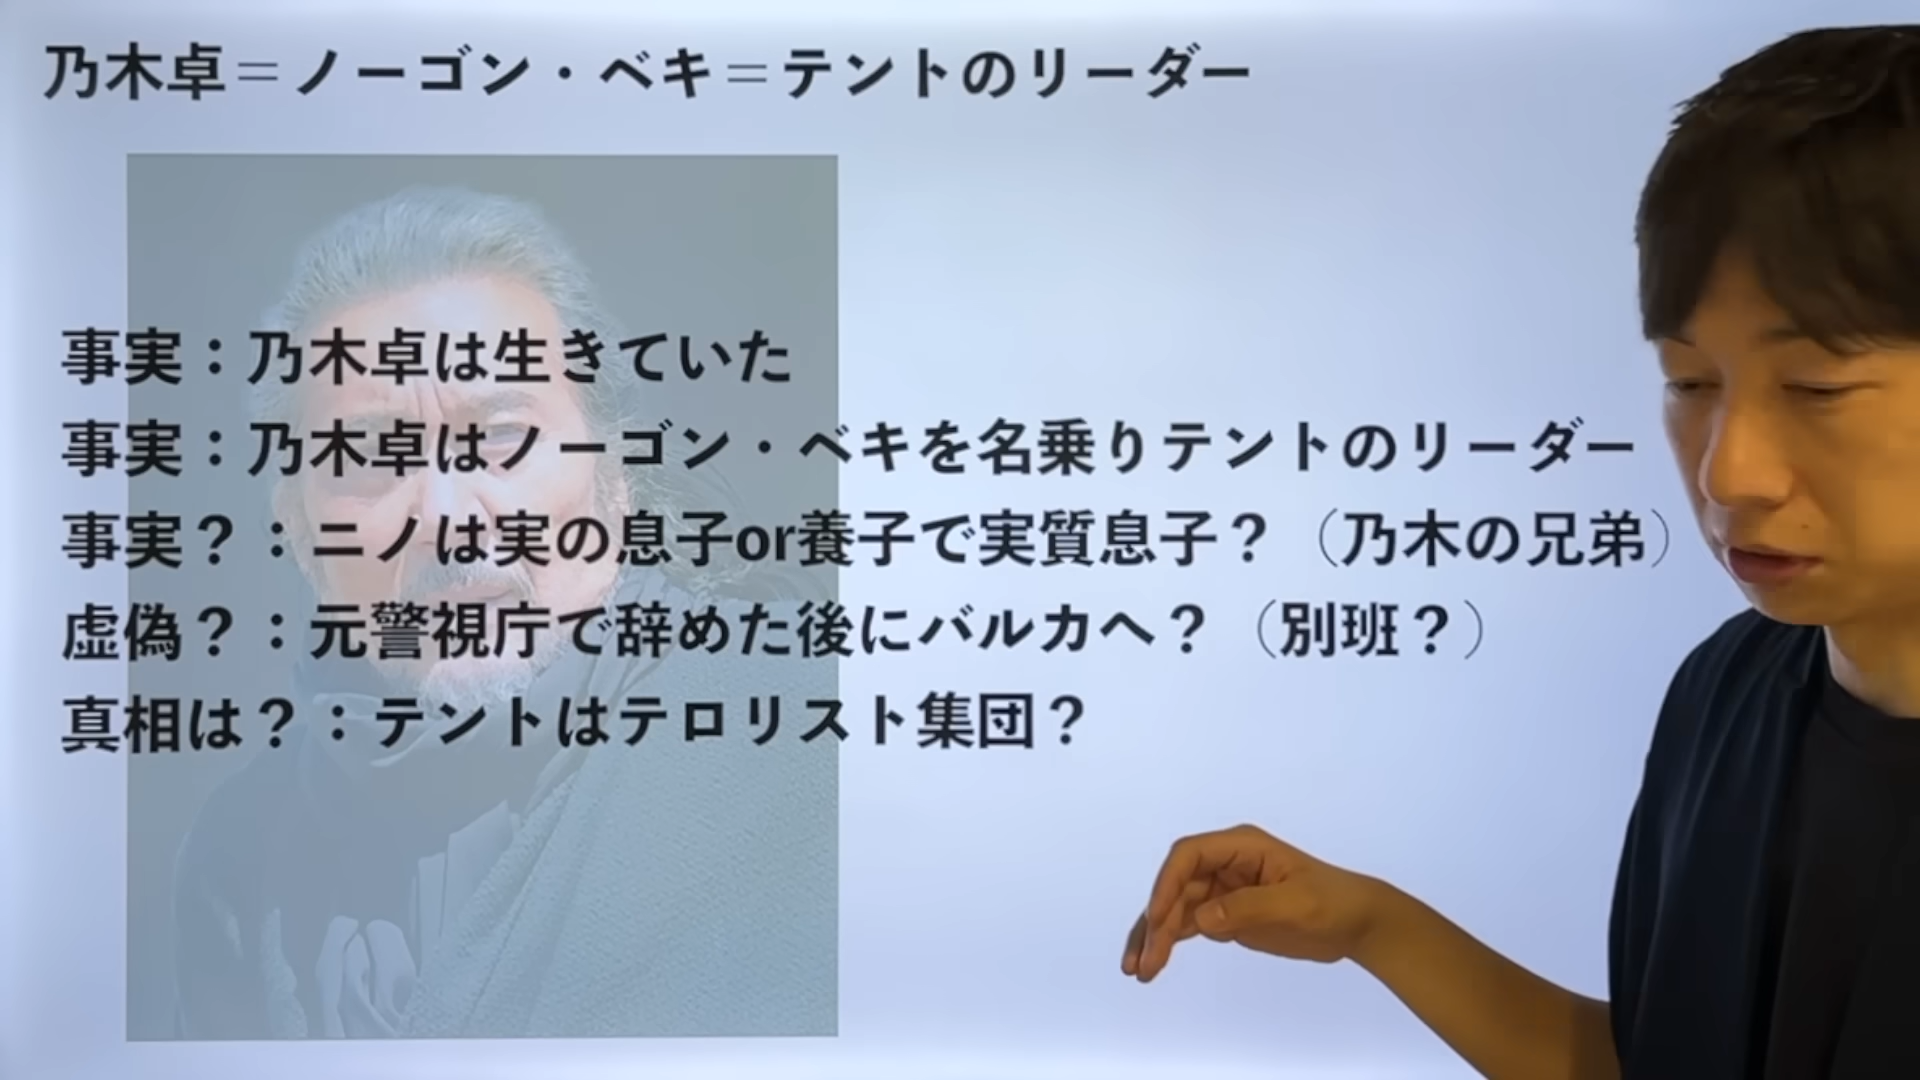 乃木卓＝ノーゴン・ベキ＝テントのリーダー
事実：乃木卓は生きていた
事実：乃木卓はノーゴン・ベキを名乗りテントのリーダー
事実？：ニノは実の息子or養子で実質息子？（乃木の兄弟）
虚偽？：元警視庁で辞めた後にバルカへ？（別班？）
真相は？：テントはテロリスト集団？